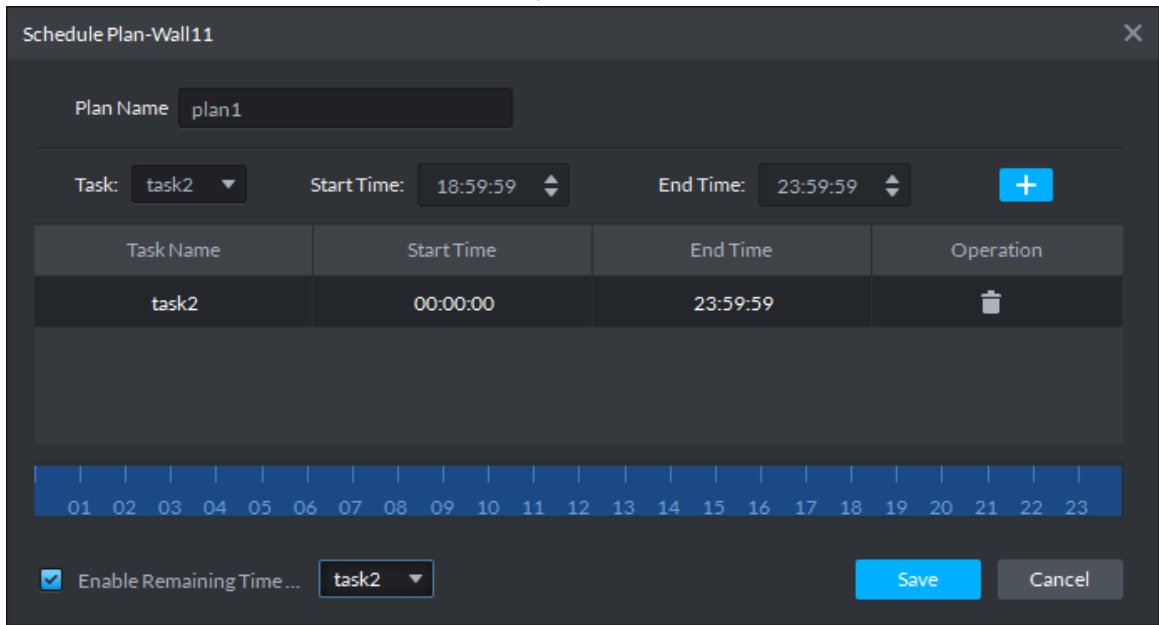 Schedule Plan-Wall11
Plan Name plan1
Task: task2 Start Time: 18:59:59 End Time: 23:59:59
Task Name Start Time End Time Operation
task2 00:00:00 23:59:59
01 02 03 04 05 06 07 08 09 10 11 12 13 14 15 16 17 18 19 20 21 22 23
Enable Remaining Time ... task2 Save Cancel